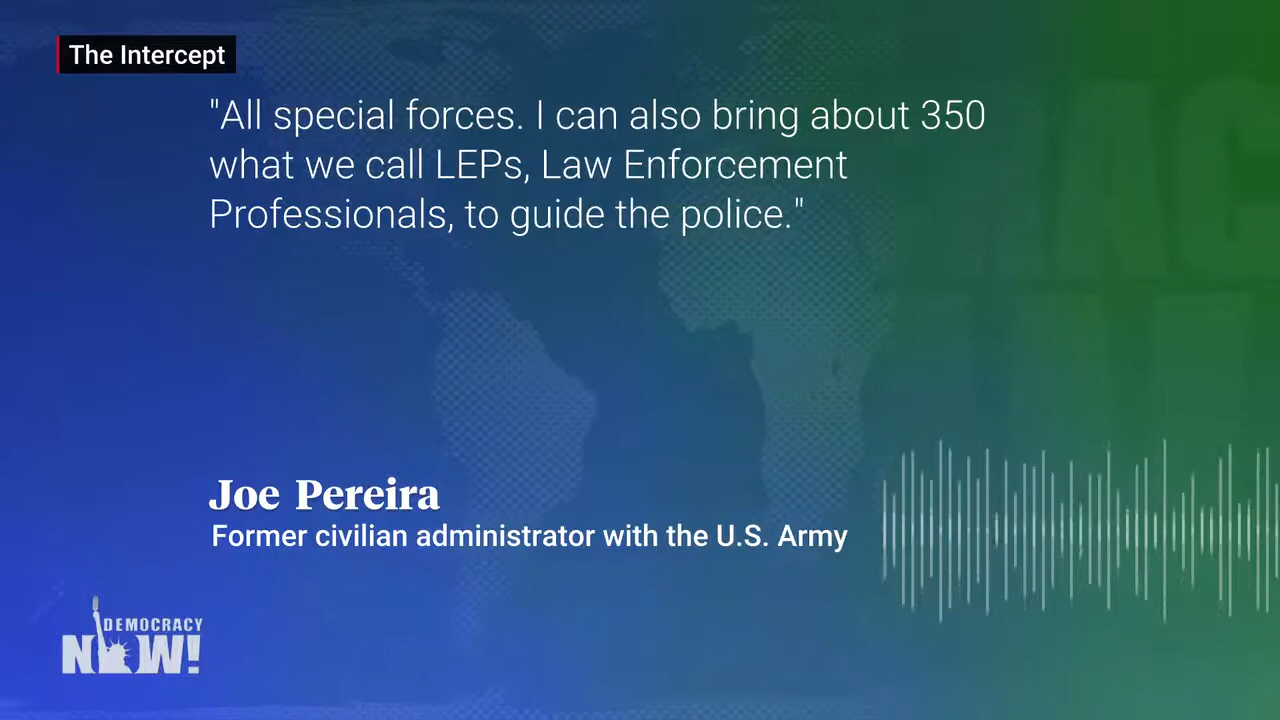 The Intercept
"All special forces. I can also bring about 350
what we call LEPs, Law Enforcement
Professionals, to guide the police."
Joe Pereira
Former civilian administrator with the U.S. Army
DEMOCRACY
NOW!